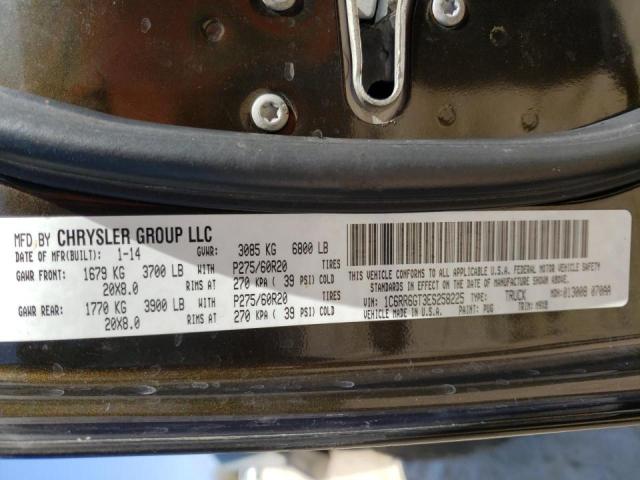 MFD BY CHRYSLER GROUP LLC GVWR: 3085 KG 6800 LB
DATE OF MFR(BUILT): 1-14
GAWR FRONT: 1679 KG 3700 LB WITH P275/60R20 TIRES
20X8.0 RIMS AT 270 KPA ( 39 PSI) COLD
GAWR REAR: 1770 KG 3900 LB WITH P275/60R20 TIRES
20X8.0 RIMS AT 270 KPA ( 39 PSI) COLD
THIS VEHICLE CONFORMS TO ALL APPLICABLE U.S.A. FEDERAL MOTOR VEHICLE SAFETY
STANDARDS IN EFFECT ON THE DATE OF MANUFACTURE SHOWN ABOVE.
VIN: 1C6RR6GT3ES258225 TYPE: TRUCK MDH:013008 070AA
VEHICLE MADE IN U.S.A. PAINT: PUG TRIM: